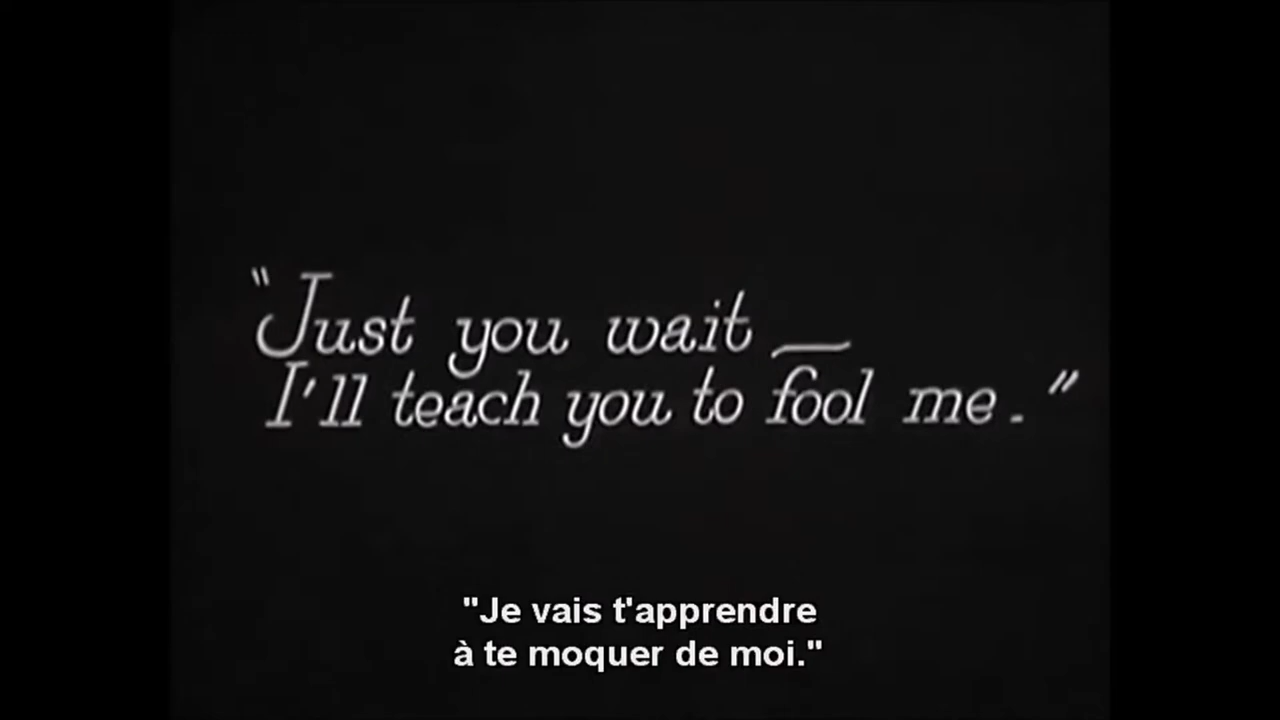 "Just you wait —
I'll teach you to fool me."
"Je vais t'apprendre
à te moquer de moi."